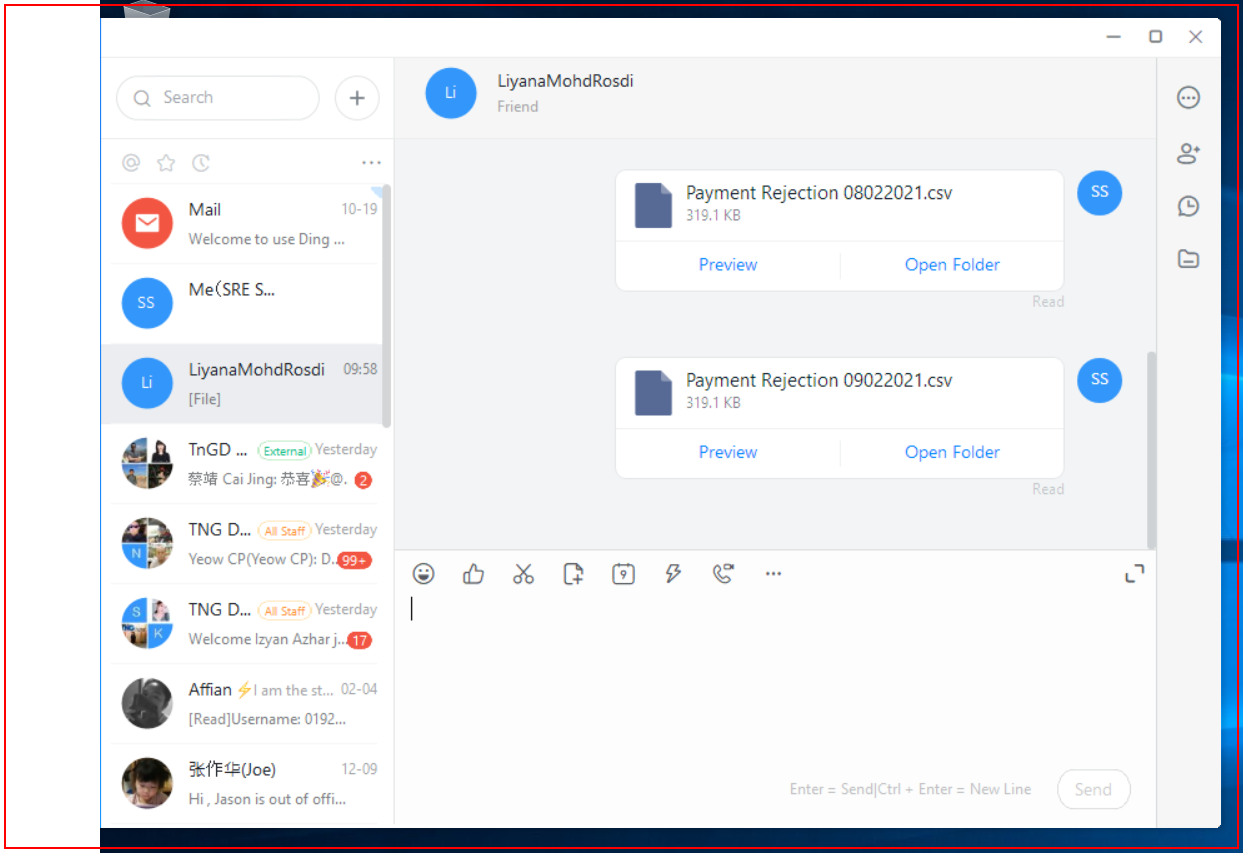 Search
Mail 10-19
Welcome to use Ding ...
SS
Me(SRE S...
Li
LiyanaMohdRosdi 09:58
[File]
TnGD ... External Yesterday
蔡靖 Cai Jing: 恭喜🎉@. 2
N
TNG D... All Staff Yesterday
Yeow CP(Yeow CP): D.. 99+
S
K
TNG D... All Staff Yesterday
Welcome Izyan Azhar j... 17
Affian ⚡I am the st... 02-04
[Read]Username: 0192...
张作华(Joe) 12-09
Hi , Jason is out of offi...
Li
LiyanaMohdRosdi
Friend
Payment Rejection 08022021.csv
319.1 KB
Preview Open Folder
SS
Read
Payment Rejection 09022021.csv
319.1 KB
Preview Open Folder
SS
Read
9
Enter = Send|Ctrl + Enter = New Line Send